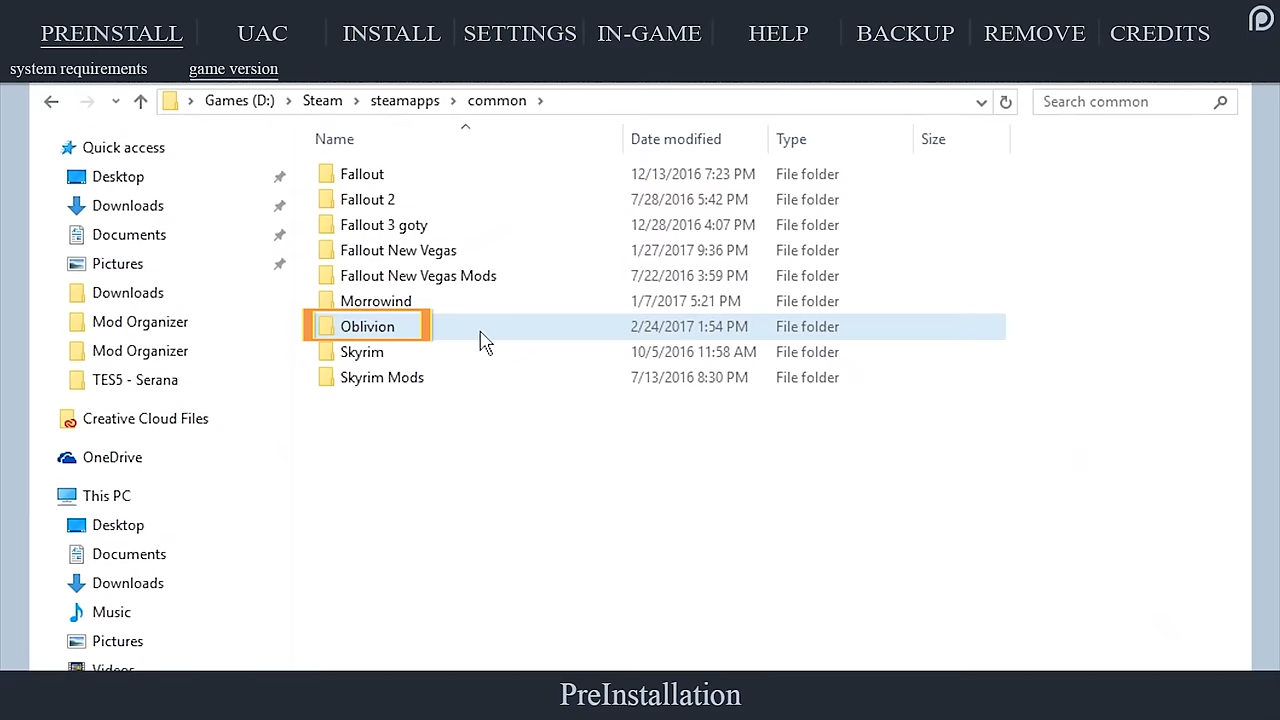 PREINSTALL UAC INSTALL SETTINGS IN-GAME HELP BACKUP REMOVE CREDITS
system requirements game version
Games (D:) Steam steamapps common Search common
Name Date modified Type Size
Quick access
Desktop
Downloads
Documents
Pictures
Downloads
Mod Organizer
Mod Organizer
TES5 - Serana
Creative Cloud Files
OneDrive
This PC
Desktop
Documents
Downloads
Music
Pictures
Videos
Fallout 12/13/2016 7:23 PM File folder
Fallout 2 7/28/2016 5:42 PM File folder
Fallout 3 goty 12/28/2016 4:07 PM File folder
Fallout New Vegas 1/27/2017 9:36 PM File folder
Fallout New Vegas Mods 7/22/2016 3:59 PM File folder
Morrowind 1/7/2017 5:21 PM File folder
Oblivion 2/24/2017 1:54 PM File folder
Skyrim 10/5/2016 11:58 AM File folder
Skyrim Mods 7/13/2016 8:30 PM File folder
PreInstallation